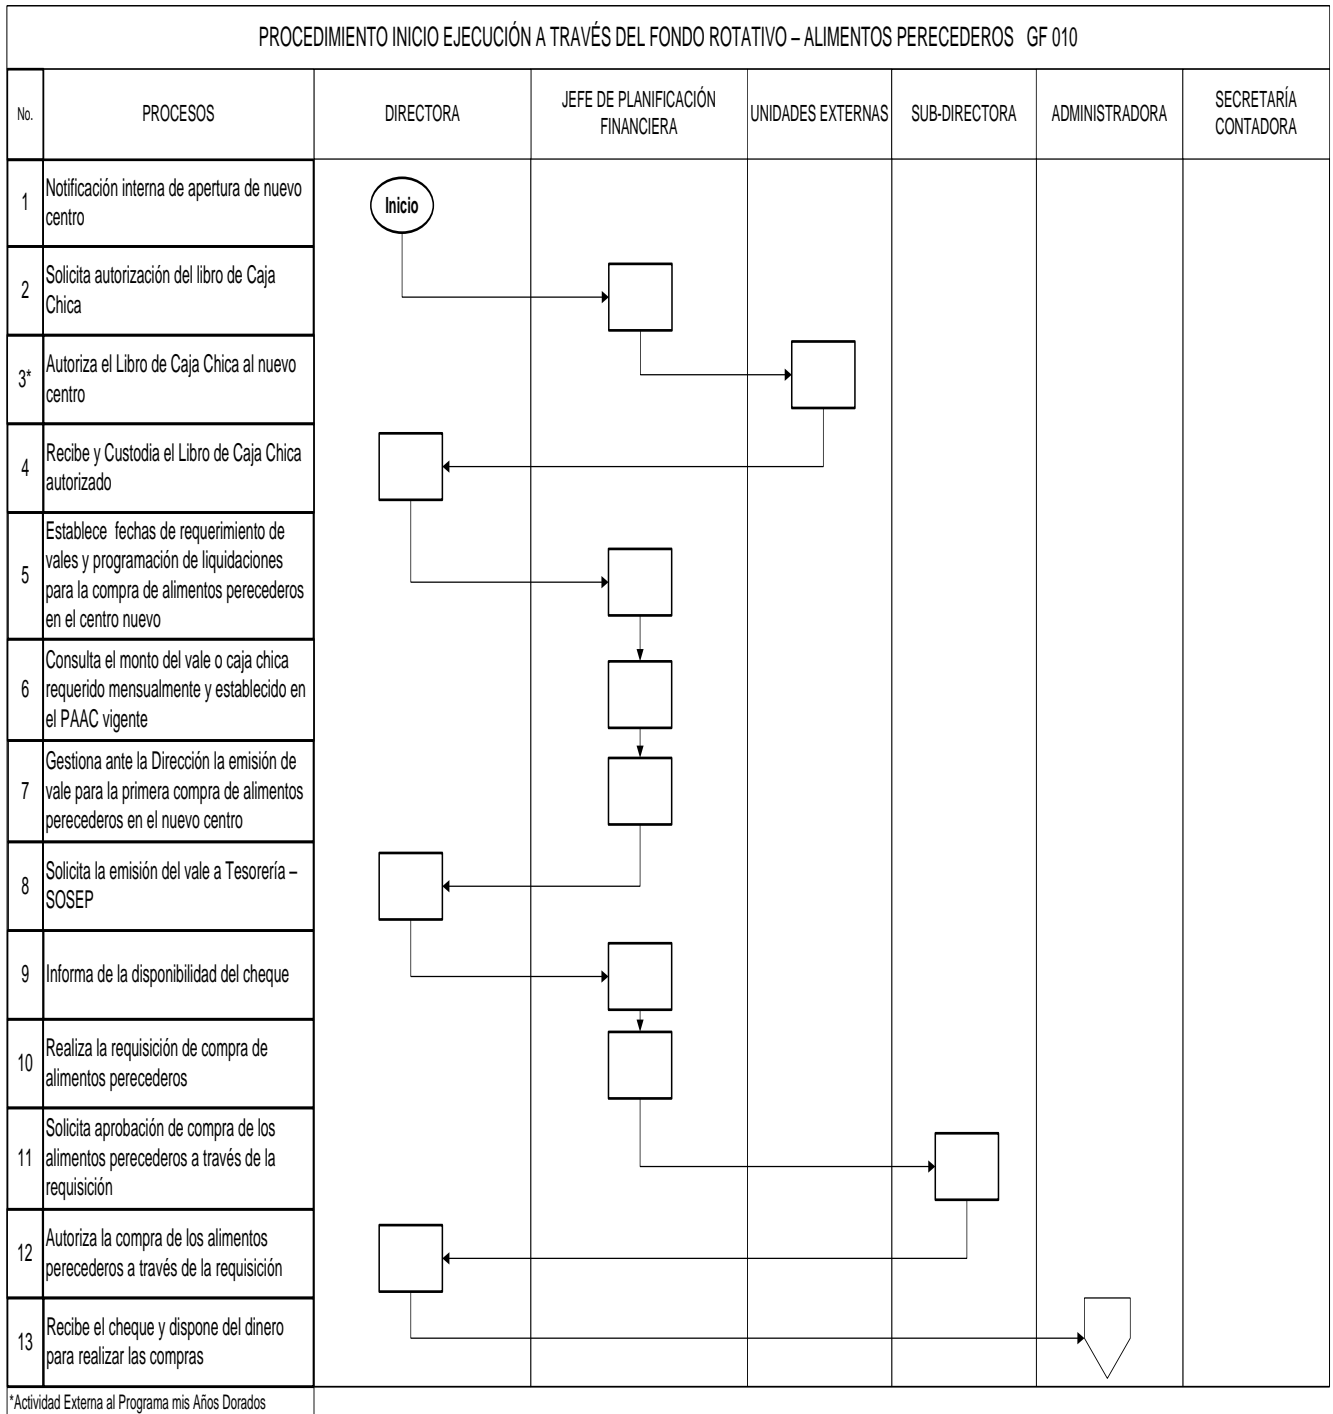 PROCEDIMIENTO INICIO EJECUCIÓN A TRAVÉS DEL FONDO ROTATIVO – ALIMENTOS PERECEDEROS GF 010
No.
PROCESOS
DIRECTORA
JEFE DE PLANIFICACIÓN
FINANCIERA
UNIDADES EXTERNAS
SUB-DIRECTORA
ADMINISTRADORA
SECRETARÍA
CONTADORA
1
Notificación interna de apertura de nuevo
centro
Inicio
2
Solicita autorización del libro de Caja
Chica
3*
Autoriza el Libro de Caja Chica al nuevo
centro
4
Recibe y Custodia el Libro de Caja Chica
autorizado
5
Establece fechas de requerimiento de
vales y programación de liquidaciones
para la compra de alimentos perecederos
en el centro nuevo
6
Consulta el monto del vale o caja chica
requerido mensualmente y establecido en
el PAAC vigente
7
Gestiona ante la Dirección la emisión de
vale para la primera compra de alimentos
perecederos en el nuevo centro
8
Solicita la emisión del vale a Tesorería –
SOSEP
9
Informa de la disponibilidad del cheque
10
Realiza la requisición de compra de
alimentos perecederos
11
Solicita aprobación de compra de los
alimentos perecederos a través de la
requisición
12
Autoriza la compra de los alimentos
perecederos a través de la requisición
13
Recibe el cheque y dispone del dinero
para realizar las compras
*Actividad Externa al Programa mis Años Dorados